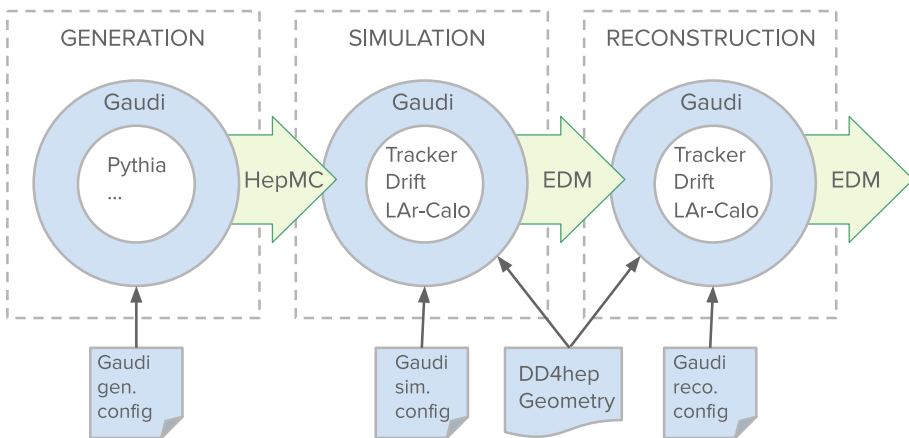 GENERATION
SIMULATION
RECONSTRUCTION
Gaudi
Pythia
...
HepMC
Gaudi
Tracker
Drift
LAr-Calo
EDM
Gaudi
Tracker
Drift
LAr-Calo
EDM
Gaudi
gen.
config
Gaudi
sim.
config
DD4hep
Geometry
Gaudi
reco.
config